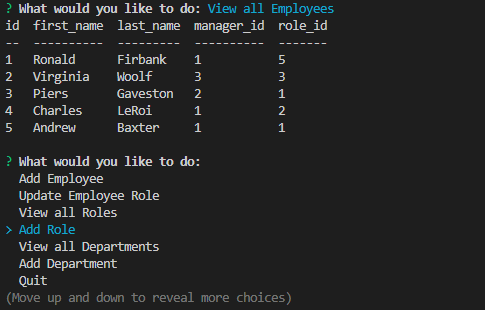 ? What would you like to do: View all Employees
id  first_name  last_name  manager_id  role_id
--  ----------  ---------  ----------  -------
1   Ronald      Firbank    1           5
2   Virginia    Woolf      3           3
3   Piers       Gaveston   2           1
4   Charles     LeRoi      1           2
5   Andrew      Baxter     1           1
? What would you like to do:
  Add Employee
  Update Employee Role
  View all Roles
> Add Role
  View all Departments
  Add Department
  Quit
(Move up and down to reveal more choices)